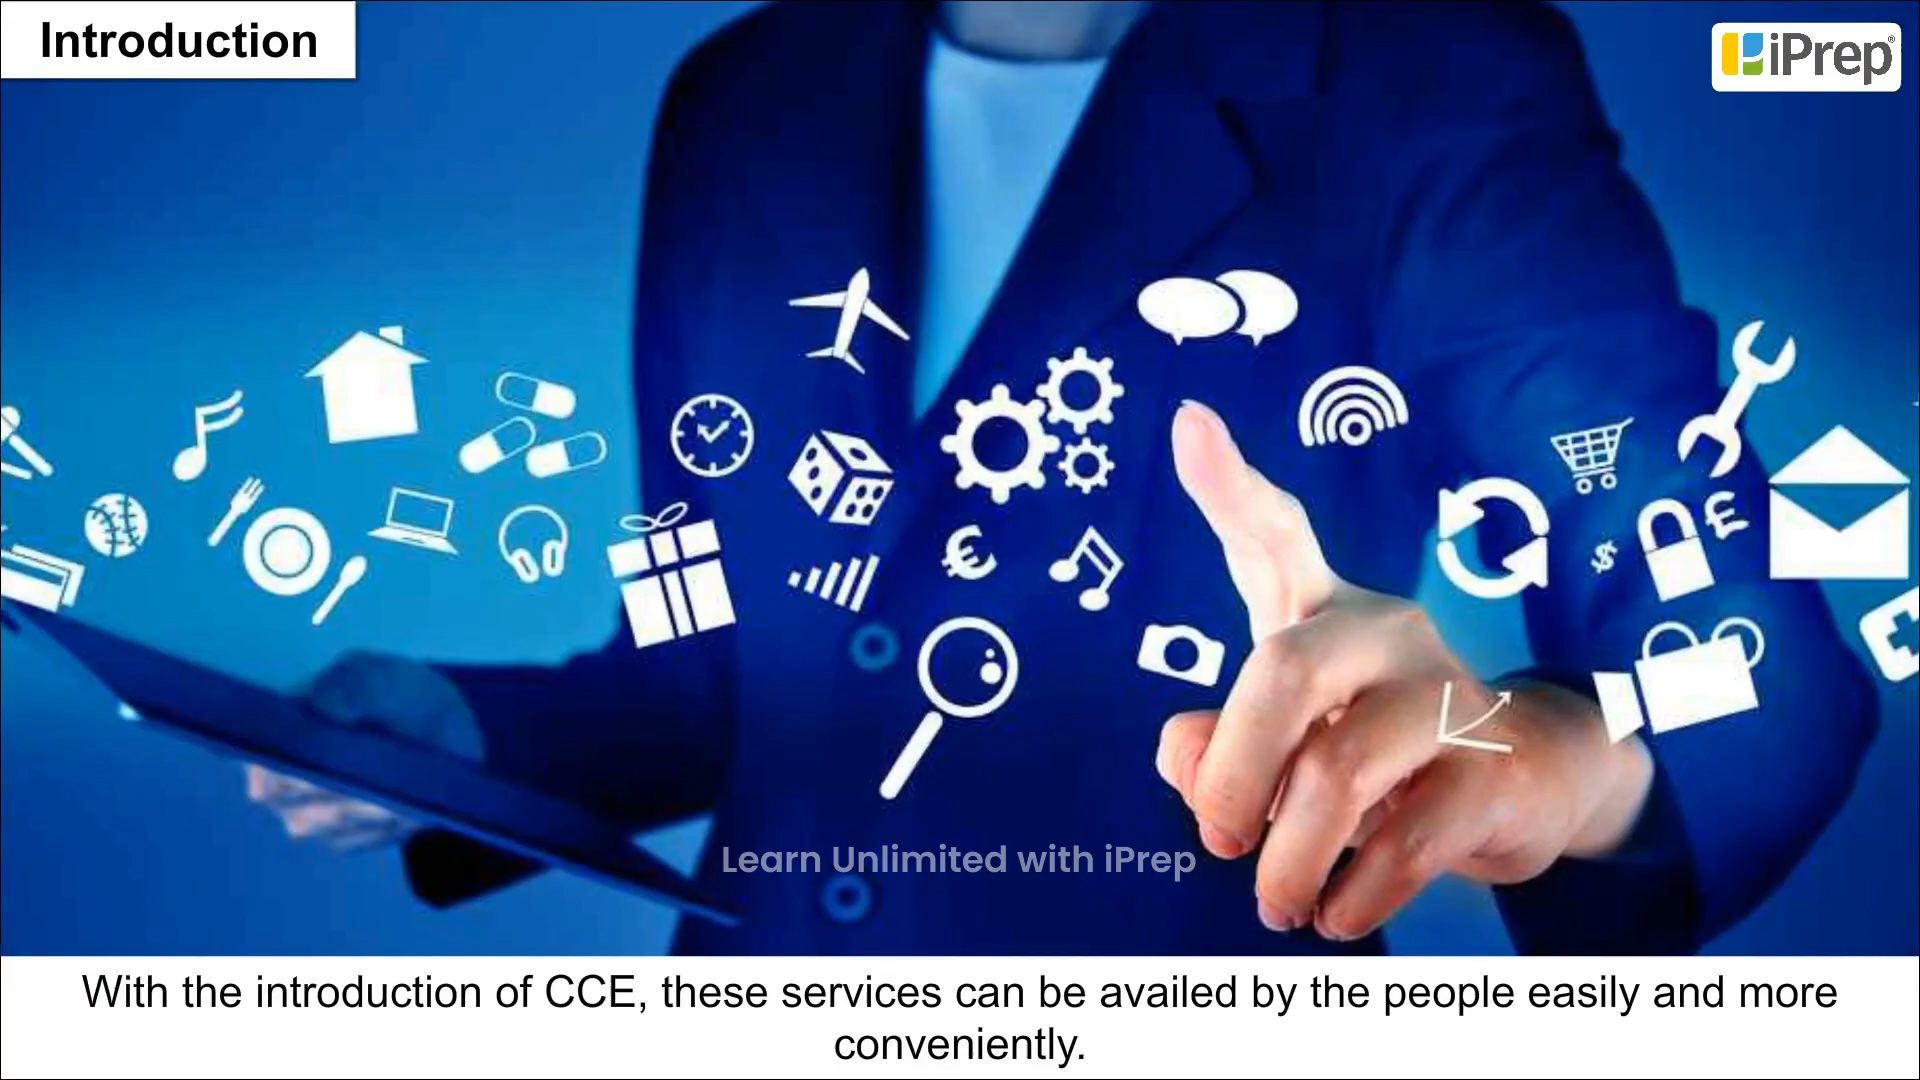 Introduction
iPrep®
Learn Unlimited with iPrep
With the introduction of CCE, these services can be availed by the people easily and more
conveniently.